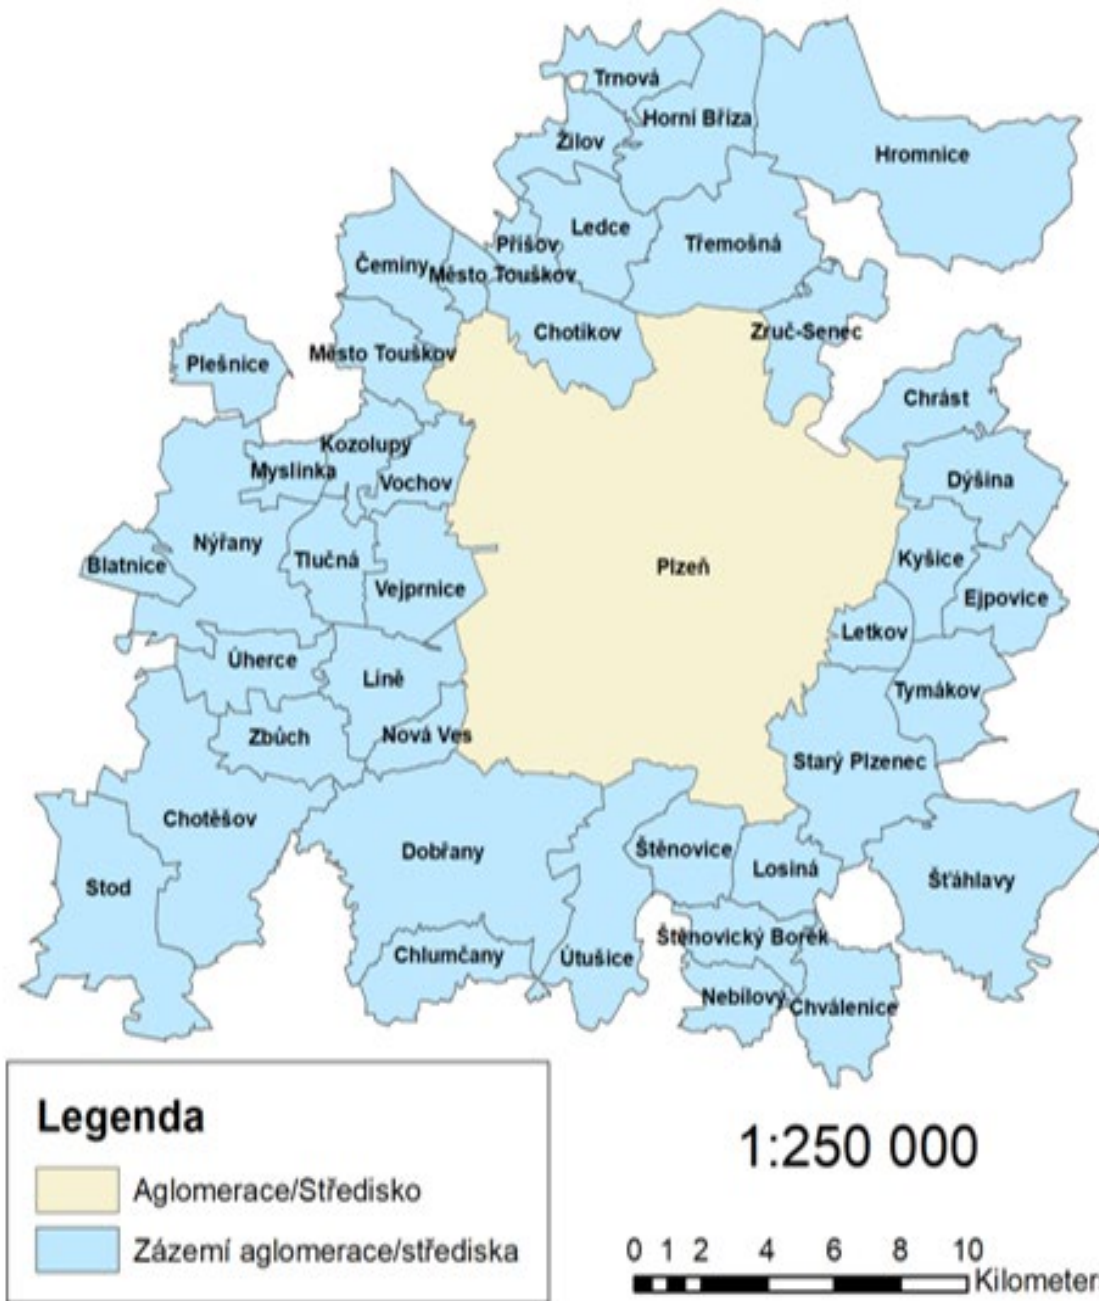 Trnová
Horní Bříza
Žilov
Hromnice
Ledce
Příšov
Třemošná
Čeminy
Město Touškov
Chotíkov
Zruč-Senec
Město Touškov
Plešnice
Chrást
Kozolupy
Myslinka
Vochov
Dýšina
Nýřany
Tlučná
Kyšice
Blatnice
Plzeň
Vejprnice
Ejpovice
Letkov
Úherce
Líně
Tymákov
Zbůch
Nová Ves
Starý Plzenec
Chotěšov
Dobřany
Štěnovice
Losiná
Stod
Šťáhlavy
Štěnovický Borek
Chlumčany
Útušice
Nebílovy
Chválenice
Legenda
Aglomerace/Středisko
Zázemí aglomerace/střediska
1:250 000
0 1 2 4 6 8 10
Kilometer